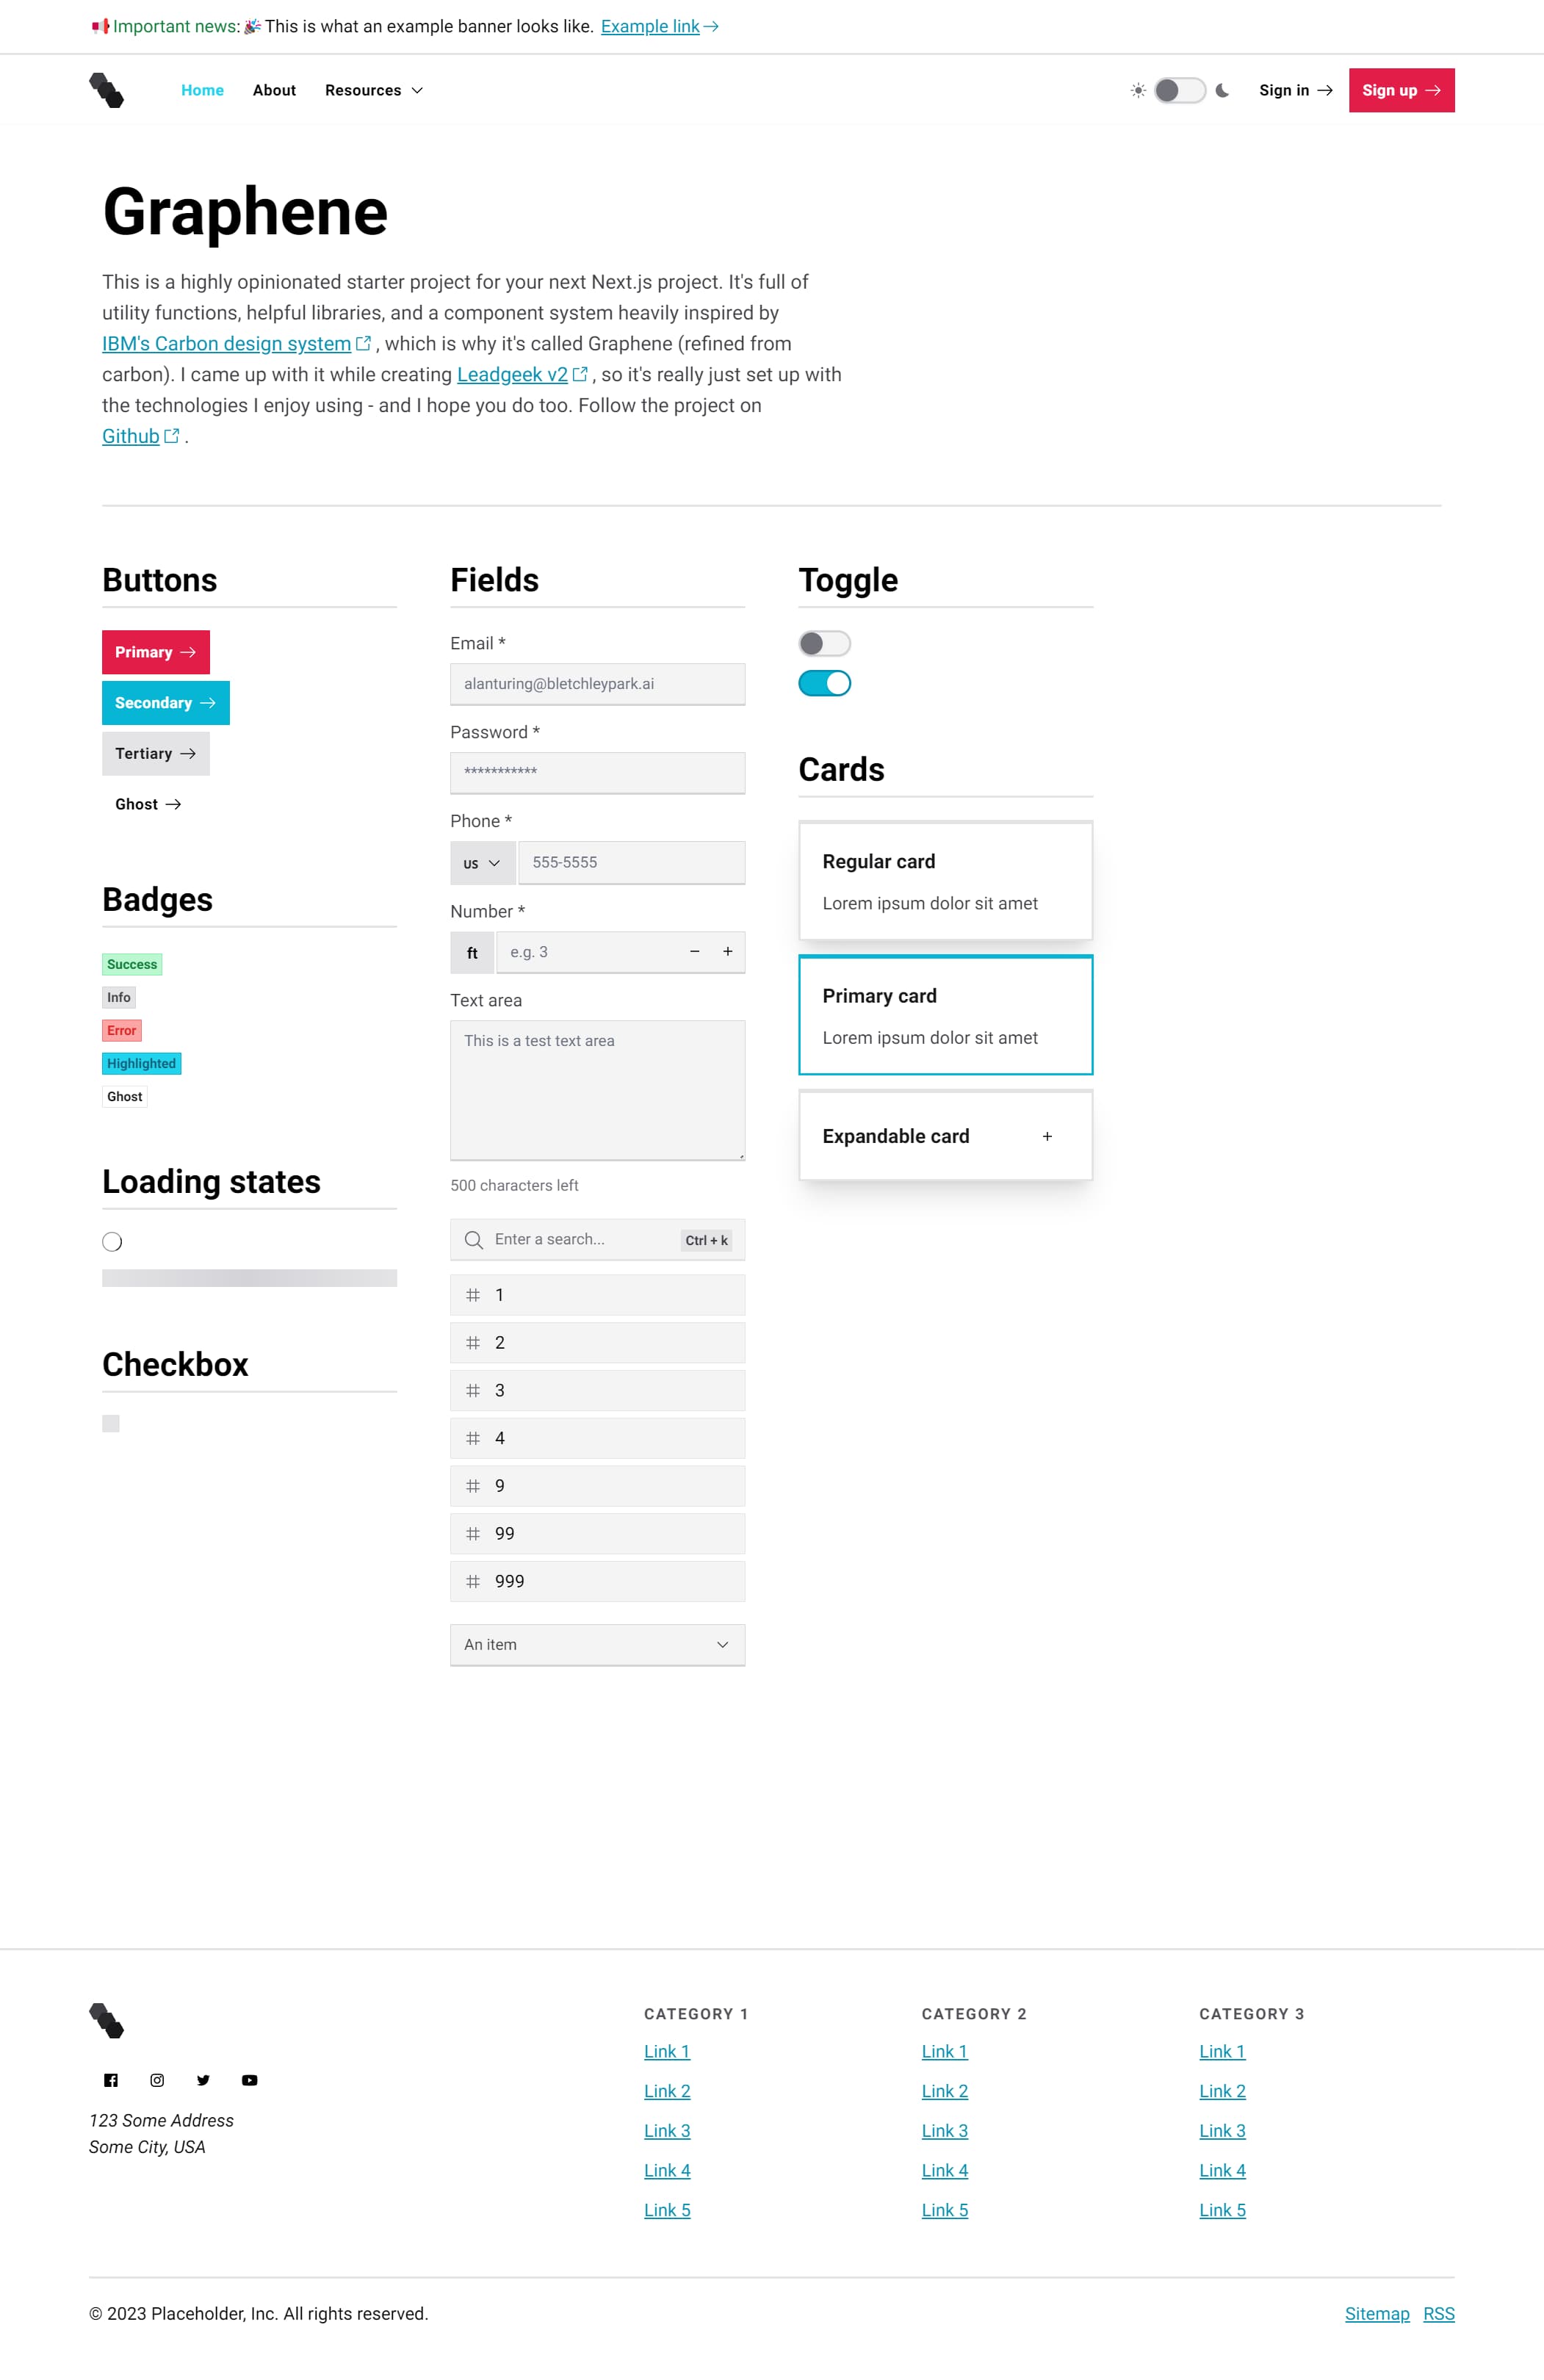 Important news: This is what an example banner looks like. Example link
Home About Resources
Sign in Sign up
Graphene
This is a highly opinionated starter project for your next Next.js project. It's full of
utility functions, helpful libraries, and a component system heavily inspired by
IBM's Carbon design system , which is why it's called Graphene (refined from
carbon). I came up with it while creating Leadgeek v2 , so it's really just set up with
the technologies I enjoy using - and I hope you do too. Follow the project on
Github .
Buttons
Primary
Secondary
Tertiary
Ghost
Badges
Success
Info
Error
Highlighted
Ghost
Loading states
Checkbox
Fields
Email *
alanturing@bletchleypark.ai
Password *
***********
Phone *
US 555-5555
Number *
ft e.g. 3 − +
Text area
This is a test text area
500 characters left
Enter a search... Ctrl + k
# 1
# 2
# 3
# 4
# 9
# 99
# 999
An item
Toggle
Cards
Regular card
Lorem ipsum dolor sit amet
Primary card
Lorem ipsum dolor sit amet
Expandable card +
123 Some Address
Some City, USA
CATEGORY 1
Link 1
Link 2
Link 3
Link 4
Link 5
CATEGORY 2
Link 1
Link 2
Link 3
Link 4
Link 5
CATEGORY 3
Link 1
Link 2
Link 3
Link 4
Link 5
© 2023 Placeholder, Inc. All rights reserved.
Sitemap RSS